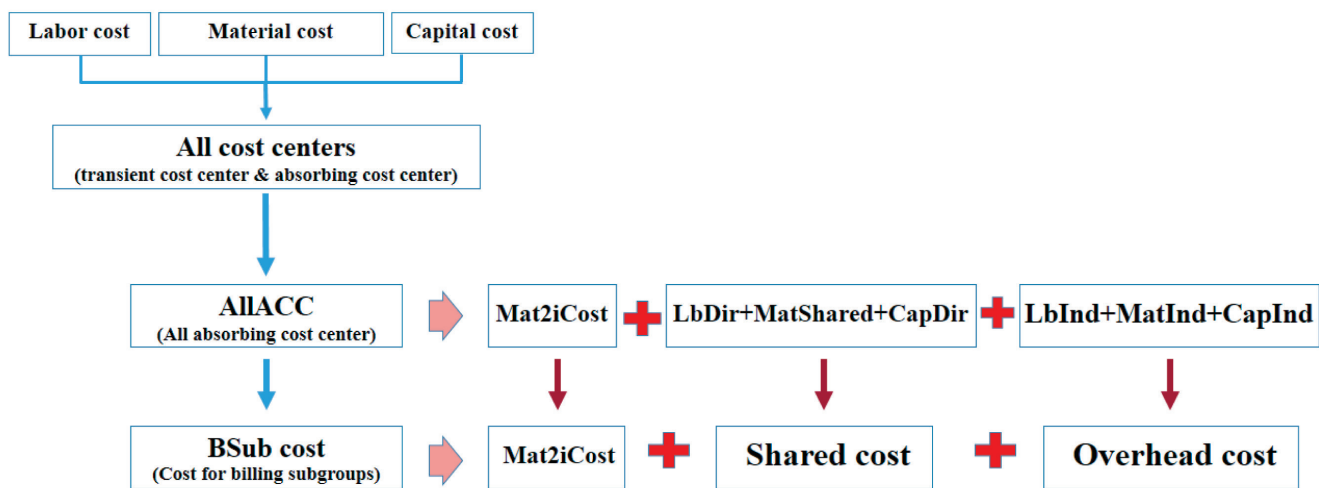 Labor cost
Material cost
Capital cost
All cost centers
(transient cost center & absorbing cost center)
AllACC
(All absorbing cost center)
Mat2iCost
LbDir+MatShared+CapDir
LbInd+MatInd+CapInd
BSub cost
(Cost for billing subgroups)
Mat2iCost
Shared cost
Overhead cost